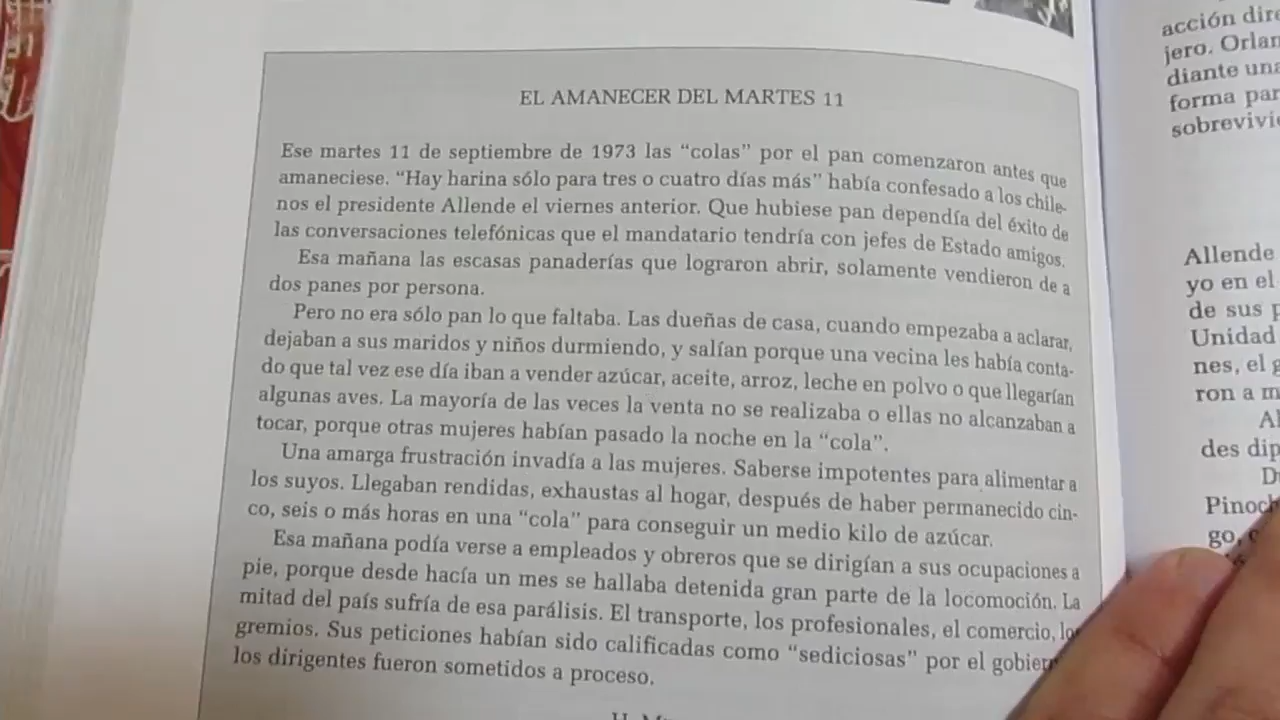 EL AMANECER DEL MARTES 11
Ese martes 11 de septiembre de 1973 las “colas” por el pan comenzaron antes que
amaneciese. “Hay harina sólo para tres o cuatro días más” había confesado a los chile-
nos el presidente Allende el viernes anterior. Que hubiese pan dependía del éxito de
las conversaciones telefónicas que el mandatario tendría con jefes de Estado amigos.
Esa mañana las escasas panaderías que lograron abrir, solamente vendieron de a
dos panes por persona.
Pero no era sólo pan lo que faltaba. Las dueñas de casa, cuando empezaba a aclarar,
dejaban a sus maridos y niños durmiendo, y salían porque una vecina les había conta-
do que tal vez ese día iban a vender azúcar, aceite, arroz, leche en polvo o que llegarían
algunas aves. La mayoría de las veces la venta no se realizaba o ellas no alcanzaban a
tocar, porque otras mujeres habían pasado la noche en la “cola”.
Una amarga frustración invadía a las mujeres. Saberse impotentes para alimentar a
los suyos. Llegaban rendidas, exhaustas al hogar, después de haber permanecido cin-
co, seis o más horas en una “cola” para conseguir un medio kilo de azúcar.
Esa mañana podía verse a empleados y obreros que se dirigían a sus ocupaciones a
pie, porque desde hacía un mes se hallaba detenida gran parte de la locomoción. La
mitad del país sufría de esa parálisis. El transporte, los profesionales, el comercio,
gremios. Sus peticiones habían sido calificadas como “sediciosas” por el
los dirigentes fueron sometidos a proceso.
acción
jero.
diante
forma
Allende
yo en el
de sus
Unidad
nes, el
ron a
des